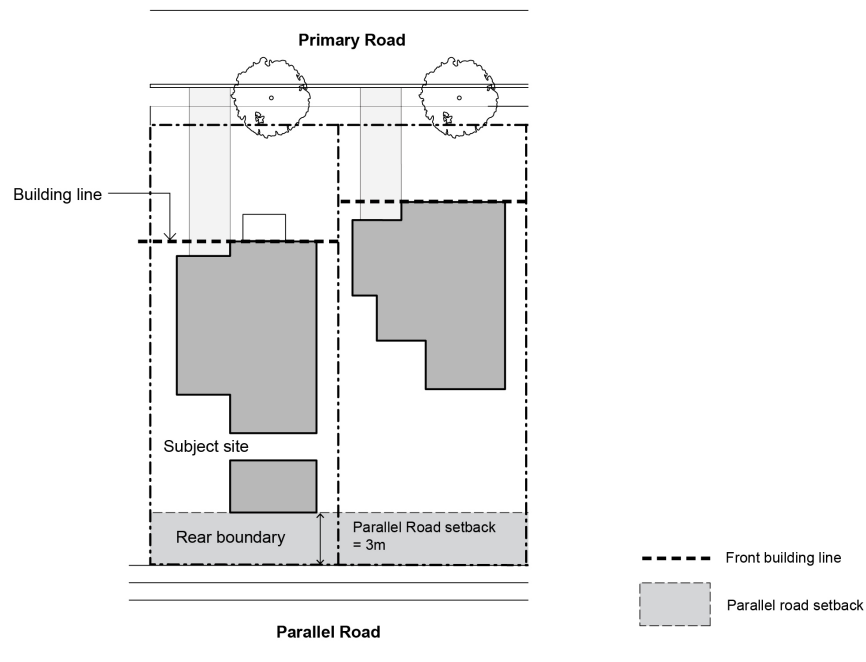 Primary Road
Building line
Subject site
Rear boundary
Parallel Road setback
= 3m
Front building line
Parallel road setback
Parallel Road